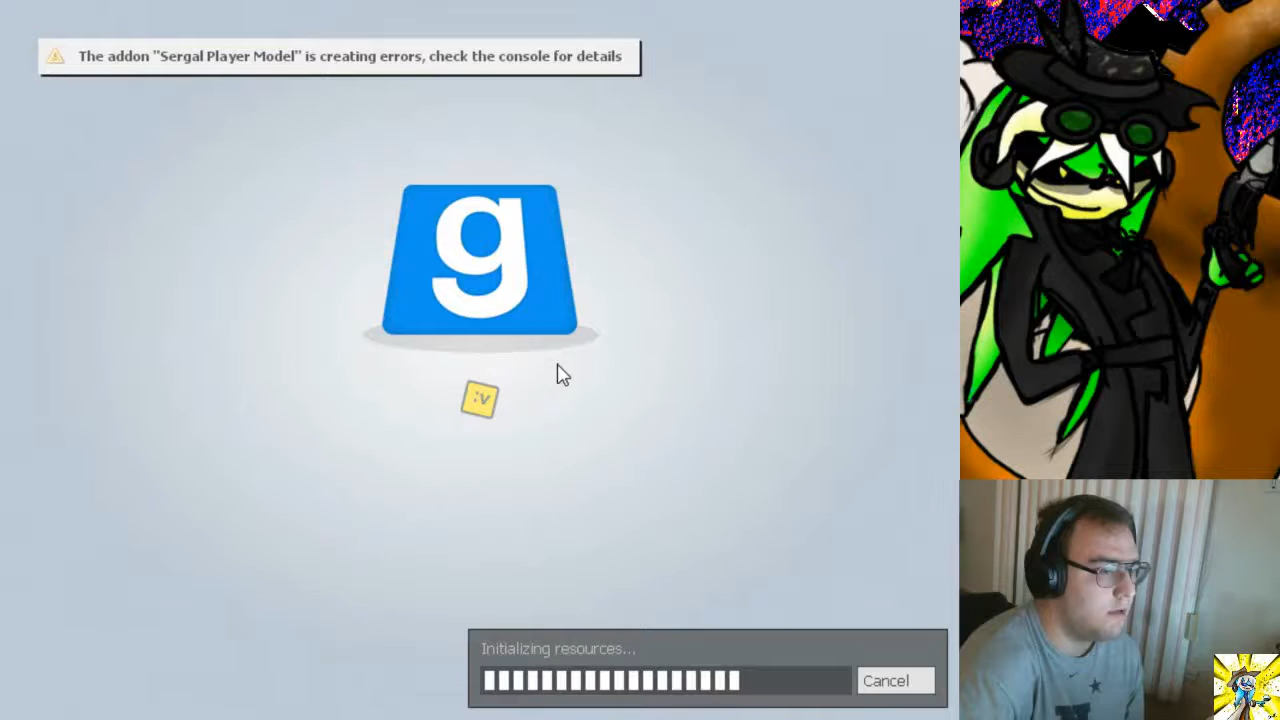 The addon "Sergal Player Model" is creating errors, check the console for details
g
:v
Initializing resources...
Cancel